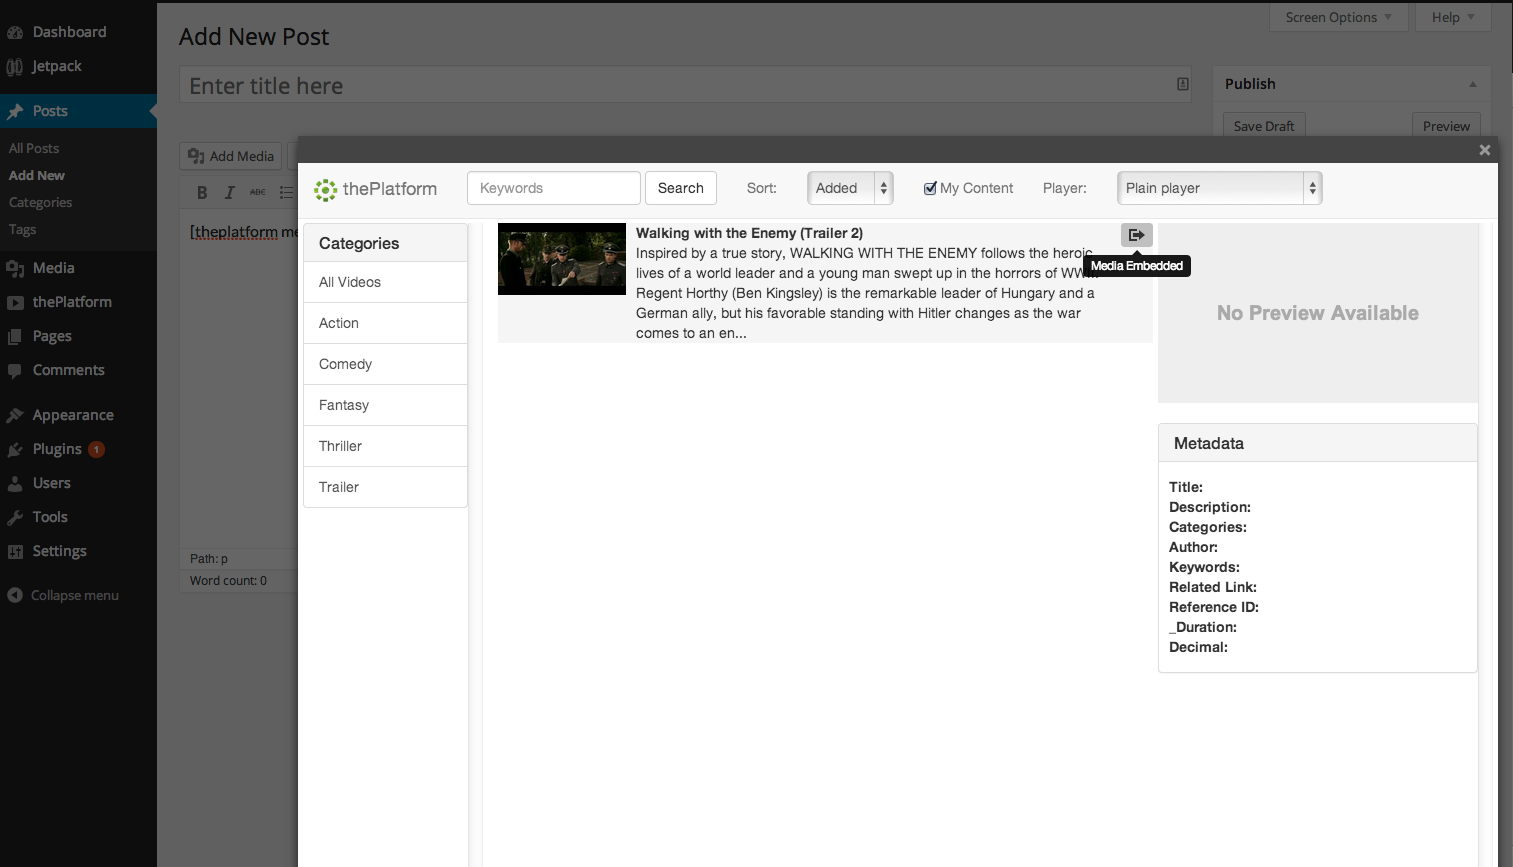 Dashboard
Jetpack
Posts
All Posts
Add New
Categories
Tags
Media
thePlatform
Pages
Comments
Appearance
Plugins 1
Users
Tools
Settings
Collapse menu
Screen Options
Help
Add New Post
Enter title here
Publish
Save Draft
Preview
Add Media
B I ABC
[theplatform me
Path: p
Word count: 0
×
thePlatform
Keywords
Search
Sort:
Added
My Content
Player:
Plain player
Categories
All Videos
Action
Comedy
Fantasy
Thriller
Trailer
Walking with the Enemy (Trailer 2)
Inspired by a true story, WALKING WITH THE ENEMY follows the heroic
lives of a world leader and a young man swept up in the horrors of
Regent Horthy (Ben Kingsley) is the remarkable leader of Hungary and a
German ally, but his favorable standing with Hitler changes as the war
comes to an en...
Media Embedded
No Preview Available
Metadata
Title:
Description:
Categories:
Author:
Keywords:
Related Link:
Reference ID:
_Duration:
Decimal: